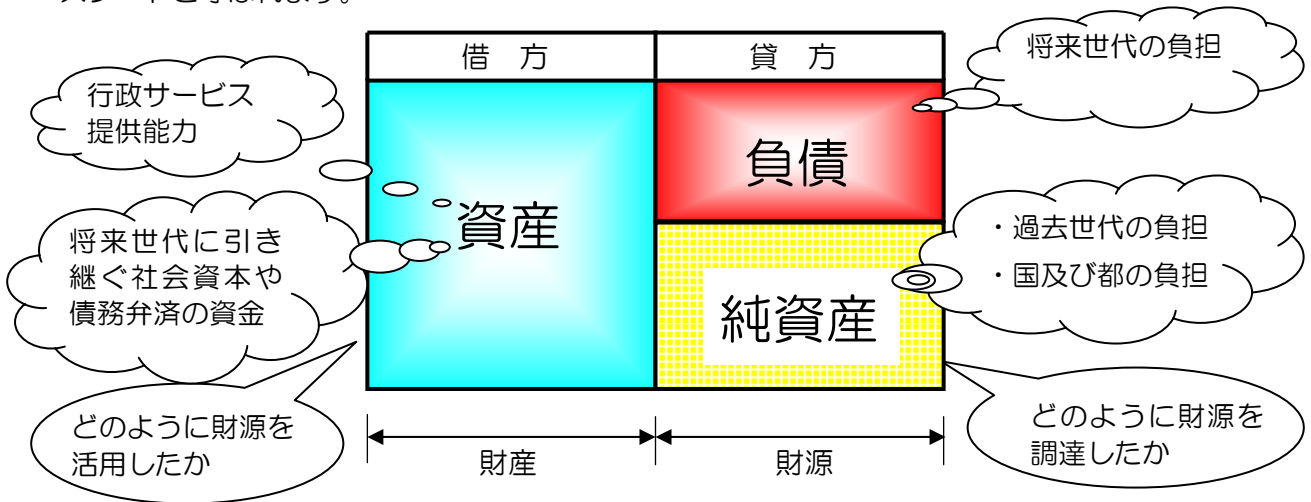 借　方
貸　方
将来世代の負担
行政サービス
提供能力
負債
資産
・過去世代の負担
・国及び都の負担
将来世代に引き
継ぐ社会資本や
債務弁済の資金
純資産
どのように財源を
活用したか
どのように財源を
調達したか
財産
財源